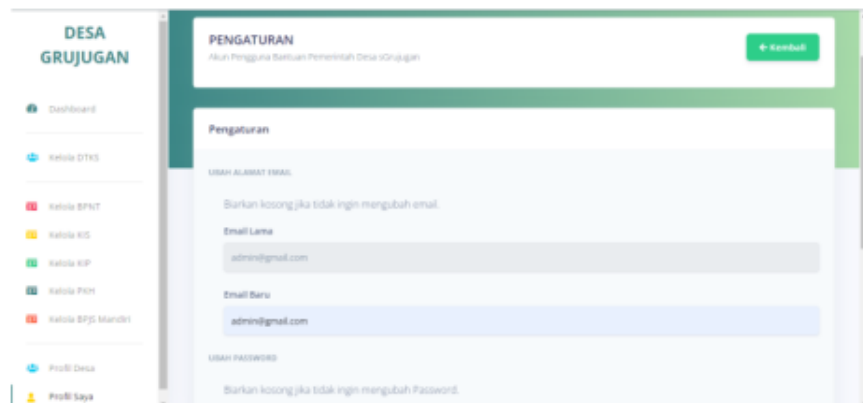 DESA
GRUJUGAN
Dashboard
Kelola DTKS
Kelola BPNT
Kelola KIS
Kelola KIP
Kelola PKH
Kelola BPJS Mandiri
Profil Desa
Profil Saya
PENGATURAN
Akun Pengguna Bantuan Pemerintah Desa
← Kembali
Pengaturan
UBAH ALAMAT EMAIL
Biarkan kosong jika tidak ingin mengubah email.
Email Lama
admin@gmail.com
Email Baru
admin@gmail.com
UBAH PASSWORD
Biarkan kosong jika tidak ingin mengubah Password.